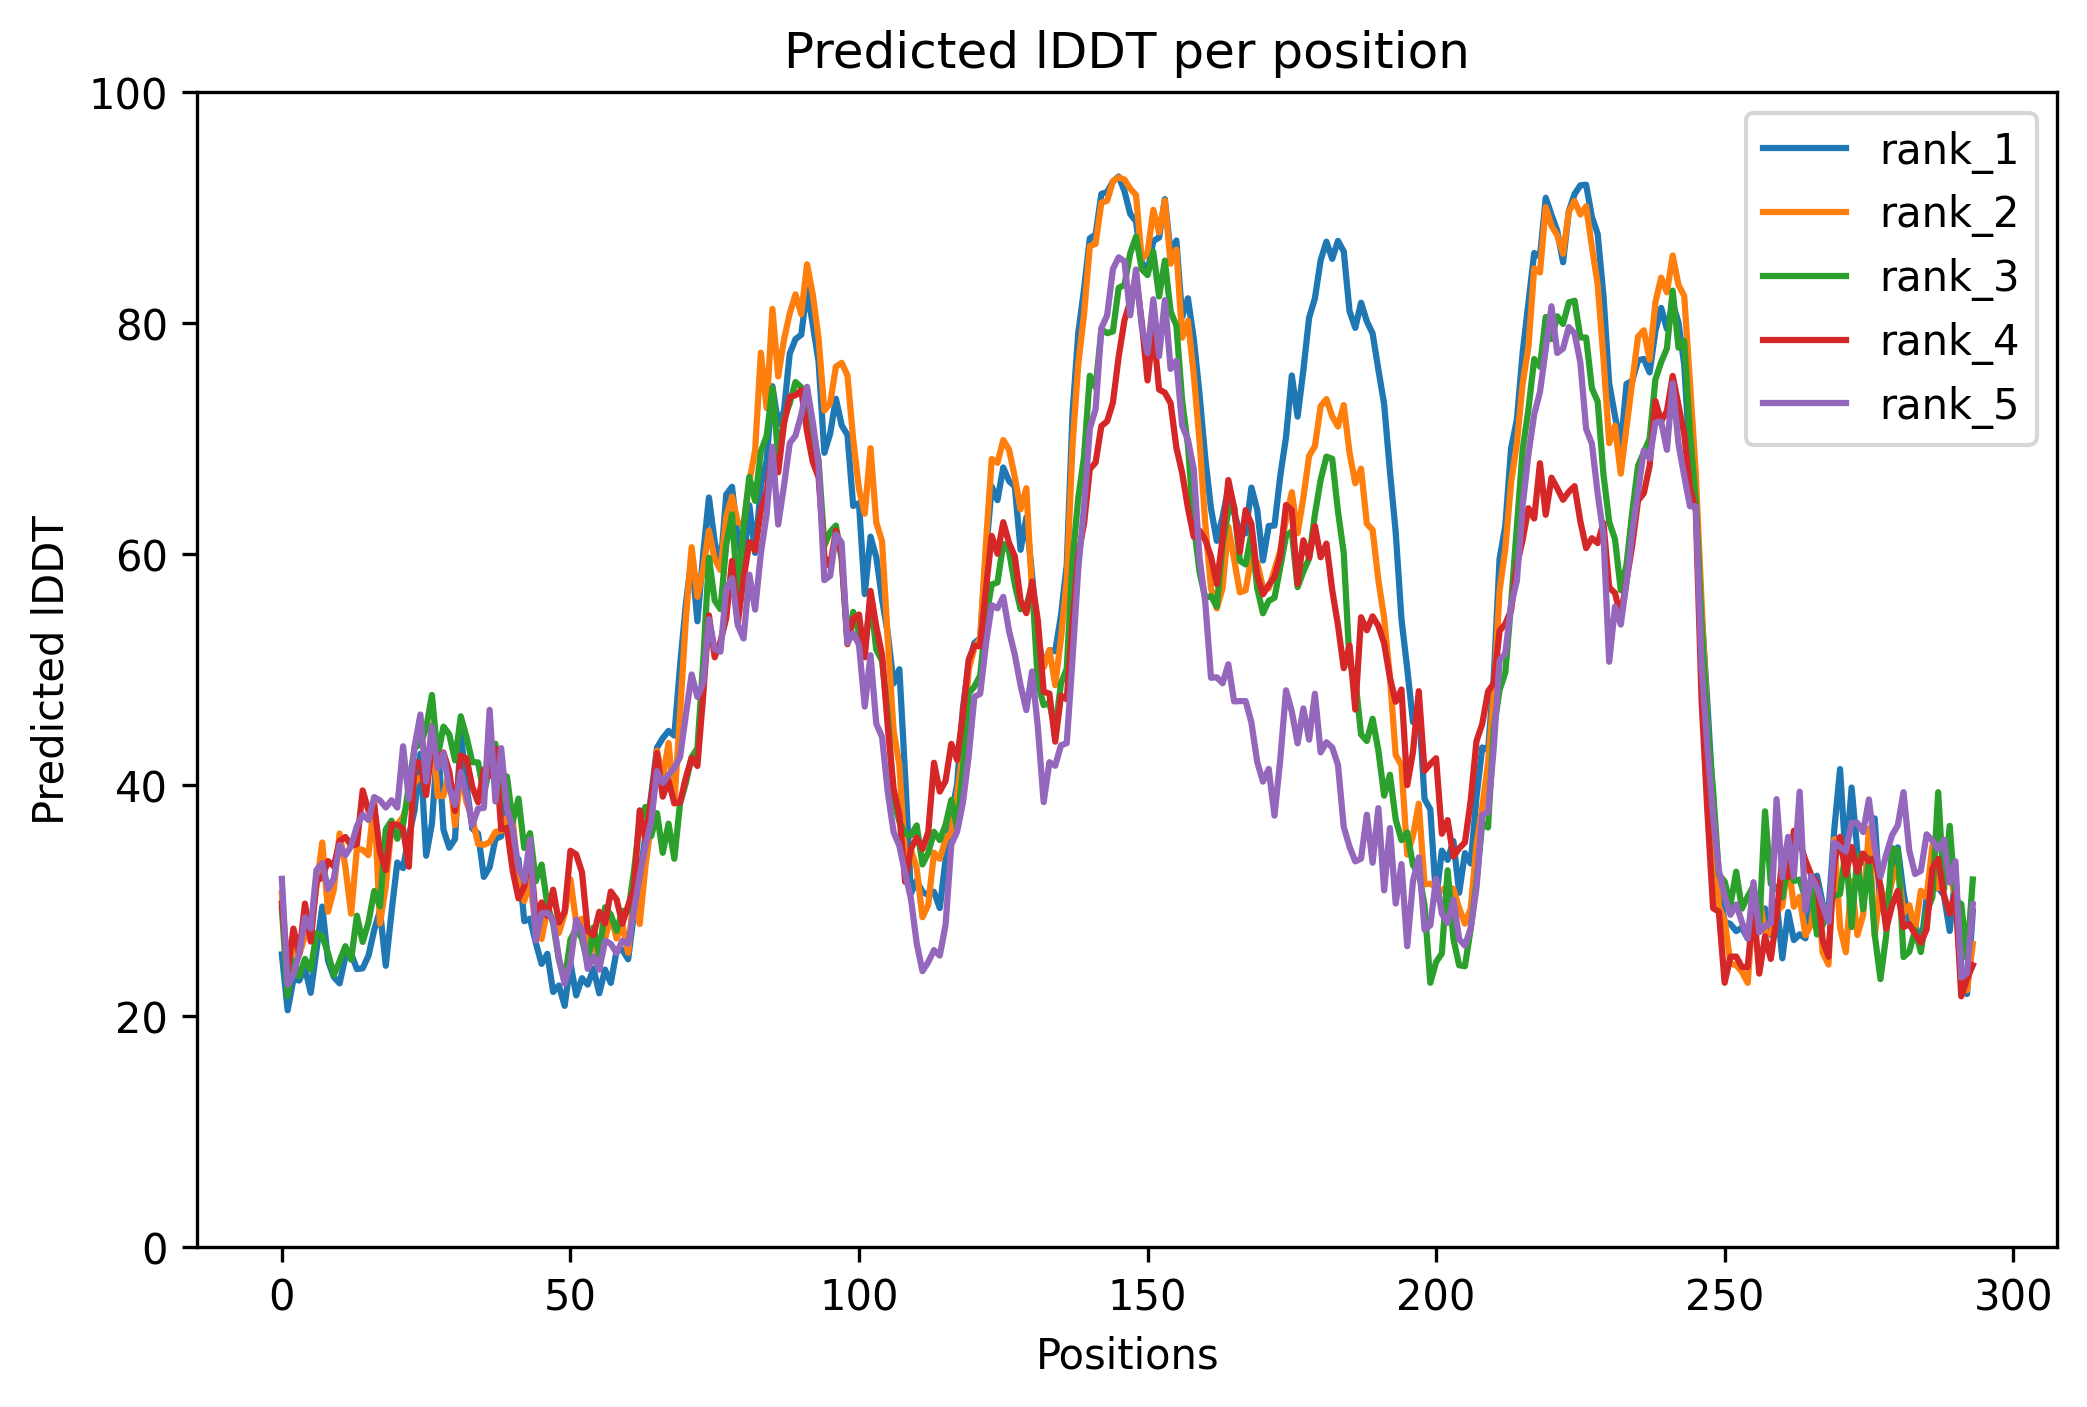 Predicted lDDT per position
100
80
60
40
20
0
Predicted lDDT
rank_1
rank_2
rank_3
rank_4
rank_5
0 50 100 150 200 250 300
Positions